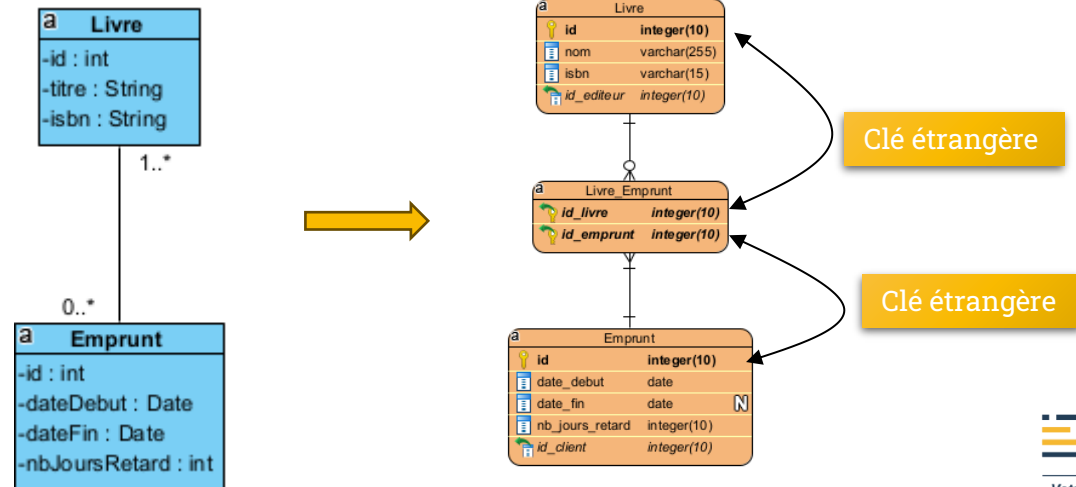 a Livre
-id : int
-titre : String
-isbn : String
1..*
0..*
a Emprunt
-id : int
-dateDebut : Date
-dateFin : Date
-nbJoursRetard : int
a Livre
id integer(10)
nom varchar(255)
isbn varchar(15)
id_editeur integer(10)
a Livre_Emprunt
id_livre integer(10)
id_emprunt integer(10)
a Emprunt
id integer(10)
date_debut date
date_fin date N
nb_jours_retard integer(10)
id_client integer(10)
Clé étrangère
Clé étrangère